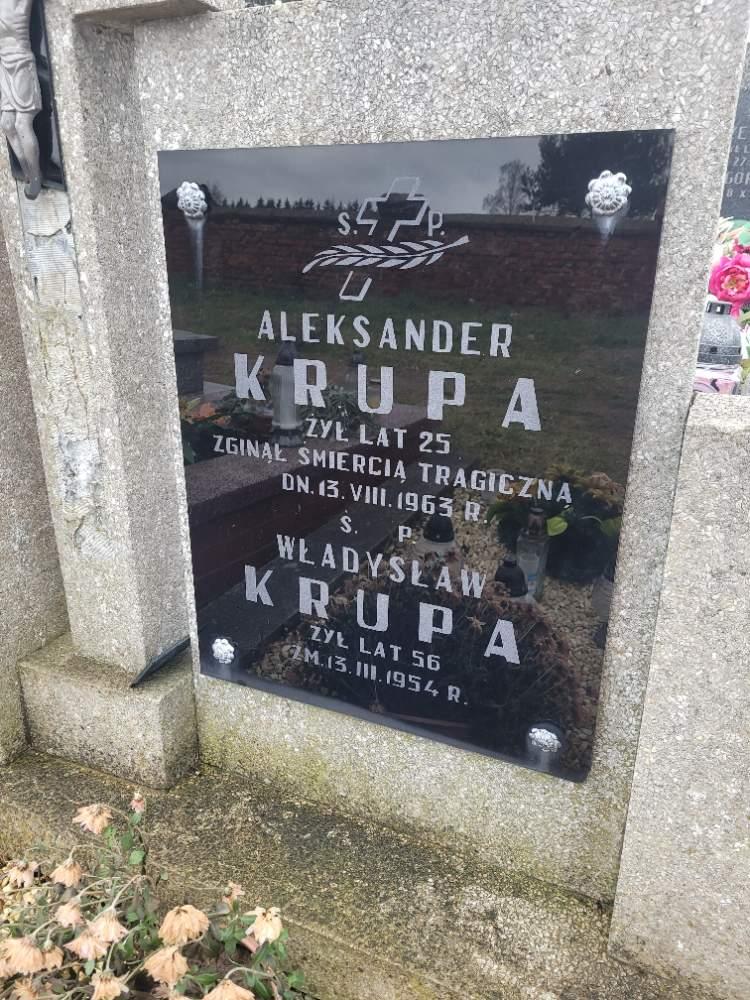 Ś. P.
ALEKSANDER
KRUPA
ŻYŁ LAT 25
ZGINĄŁ ŚMIERCIĄ TRAGICZNĄ
DN. 13. VIII. 1963 R.
Ś. P.
WŁADYSŁAW
KRUPA
ŻYŁ LAT 56
ZM. 13. III. 1954 R.